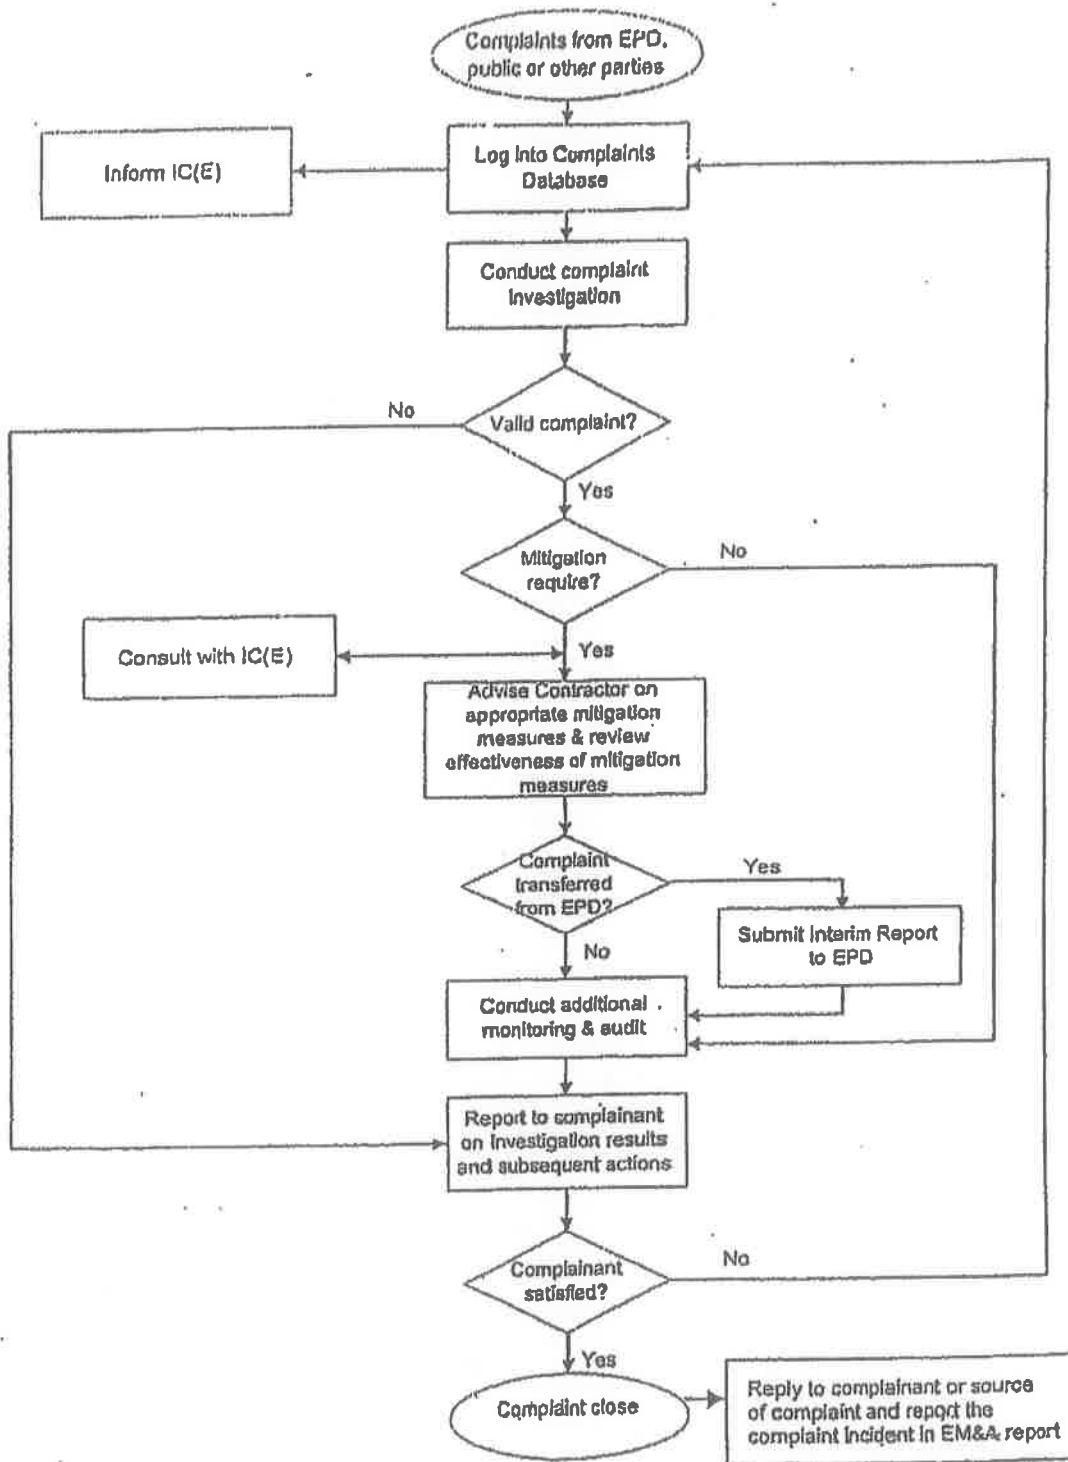 Complaints from EPD,
public or other parties
Log into Complaints
Database
Inform IC(E)
Conduct complaint
investigation
Valid complaint?
No
Yes
Mitigation
require?
No
Yes
Consult with IC(E)
Advise Contractor on
appropriate mitigation
measures & review
effectiveness of mitigation
measures
Complaint
transferred
from EPD?
Yes
Submit Interim Report
to EPD
No
Conduct additional
monitoring & audit
Report to complainant
on investigation results
and subsequent actions
Complainant
satisfied?
No
Yes
Complaint close
Reply to complainant or source
of complaint and report the
complaint incident in EM&A report